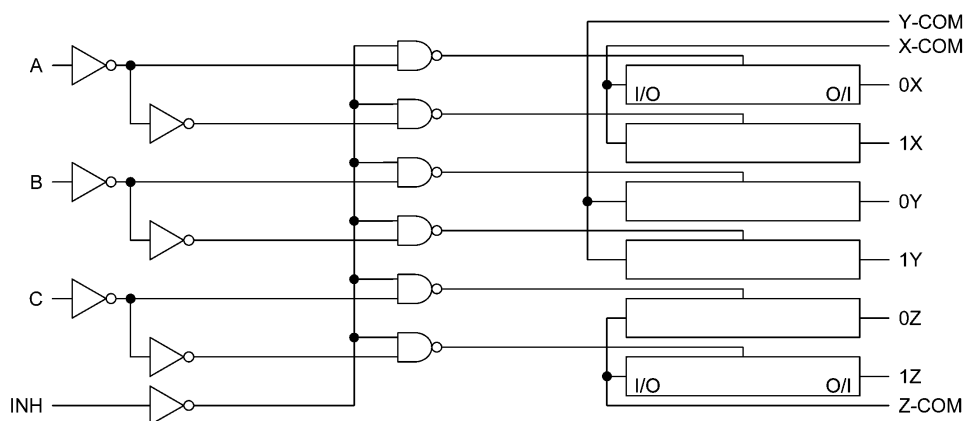 Y-COM
X-COM
A
0X
I/O O/I
1X
B
0Y
1Y
C
0Z
1Z
I/O O/I
INH
Z-COM